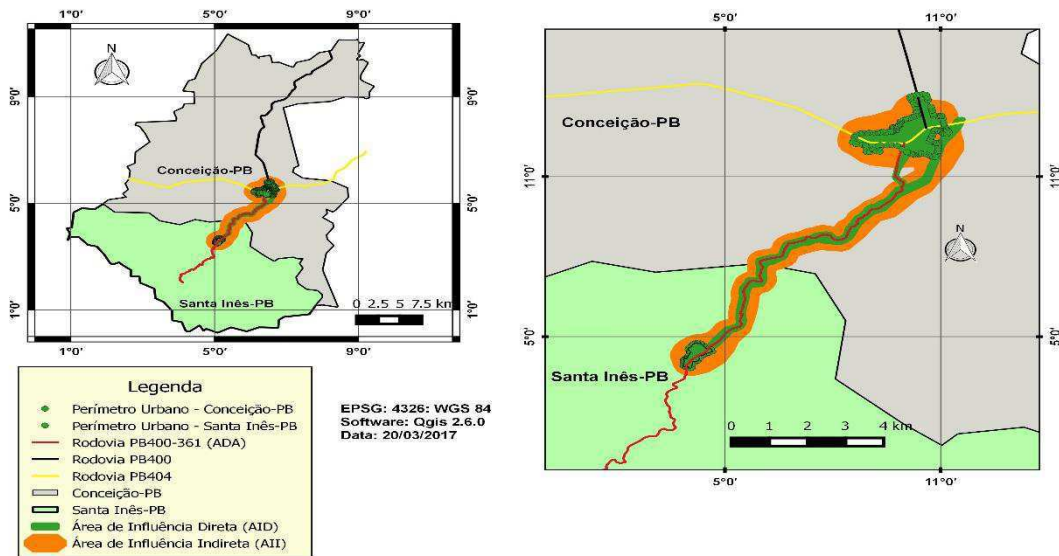 1°0'
5°0'
9°0'
N
9°0'
9°0'
Conceição-PB
5°0'
5°0'
Santa Inês-PB
0 2.5 5 7.5 km
1°0'
1°0'
1°0'
5°0'
9°0'
Legenda
Perímetro Urbano - Conceição-PB
Perímetro Urbano - Santa Inês-PB
Rodovia PB400-361 (ADA)
Rodovia PB400
Rodovia PB404
Conceição-PB
Santa Inês-PB
Área de Influência Direta (AID)
Área de Influência Indireta (AII)
EPSG: 4326: WGS 84
Software: Qgis 2.6.0
Data: 20/03/2017
5°0'
11°0'
Conceição-PB
11°0'
11°0'
N
5°0'
5°0'
Santa Inês-PB
0 1 2 3 4 km
5°0'
11°0'